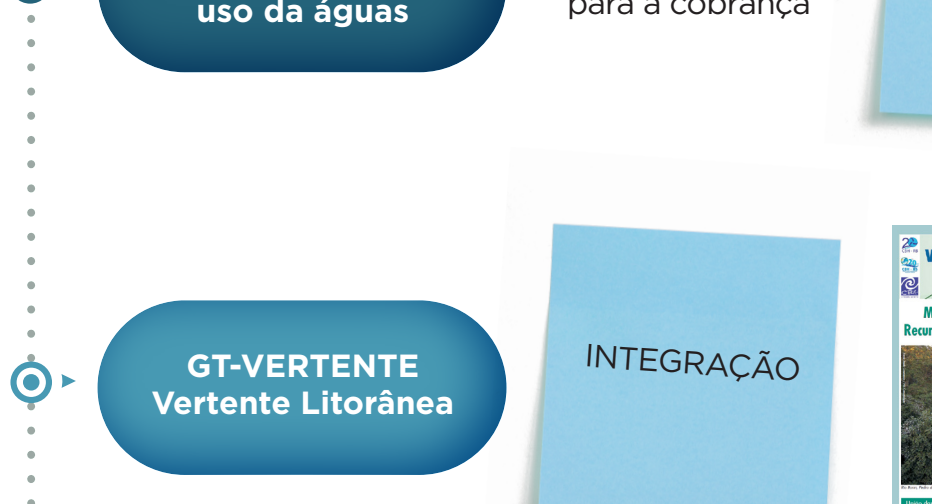 uso da águas
para a cobrança
GT-VERTENTE
Vertente Litorânea
INTEGRAÇÃO